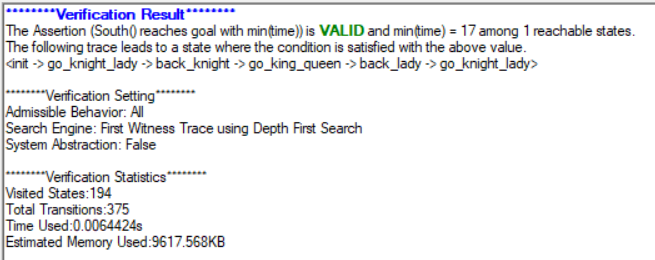 ********Verification Result********
The Assertion (South() reaches goal with min(time)) is VALID and min(time) = 17 among 1 reachable states.
The following trace leads to a state where the condition is satisfied with the above value.
<init -> go_knight_lady -> back_knight -> go_king_queen -> back_lady -> go_knight_lady>
********Verification Setting********
Admissible Behavior: All
Search Engine: First Witness Trace using Depth First Search
System Abstraction: False
********Verification Statistics********
Visited States:194
Total Transitions:375
Time Used:0.0064424s
Estimated Memory Used:9617.568KB